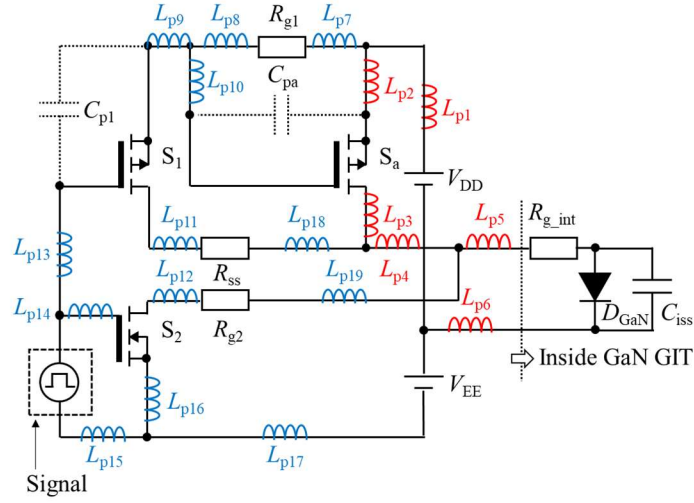 Lp9
Lp8
Rg1
Lp7
Lp10
Cpa
Lp2
Lp1
Cp1
S1
Sa
VDD
Lp11
Lp18
Lp3
Lp5
Rg_int
Lp13
Rss
Lp4
Lp12
Lp19
Lp14
S2
Rg2
Lp6
DGaN
Ciss
Inside GaN GIT
VEE
Lp16
Lp15
Lp17
Signal